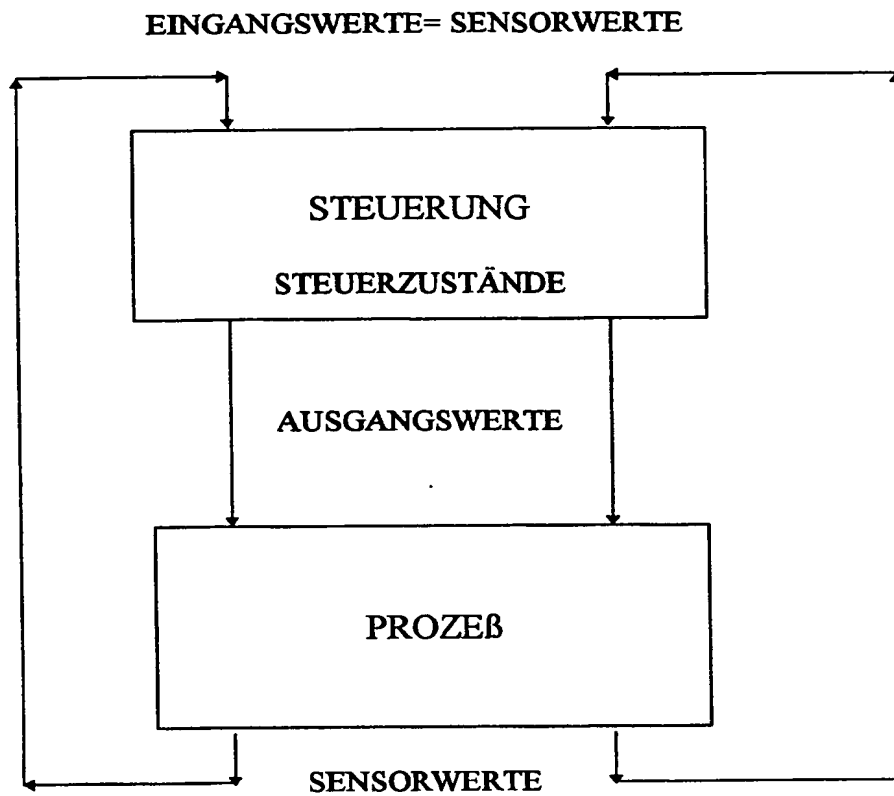 EINGANGSWERTE= SENSORWERTE
STEUERUNG
STEUERZUSTÄNDE
AUSGANGSWERTE
PROZEß
SENSORWERTE